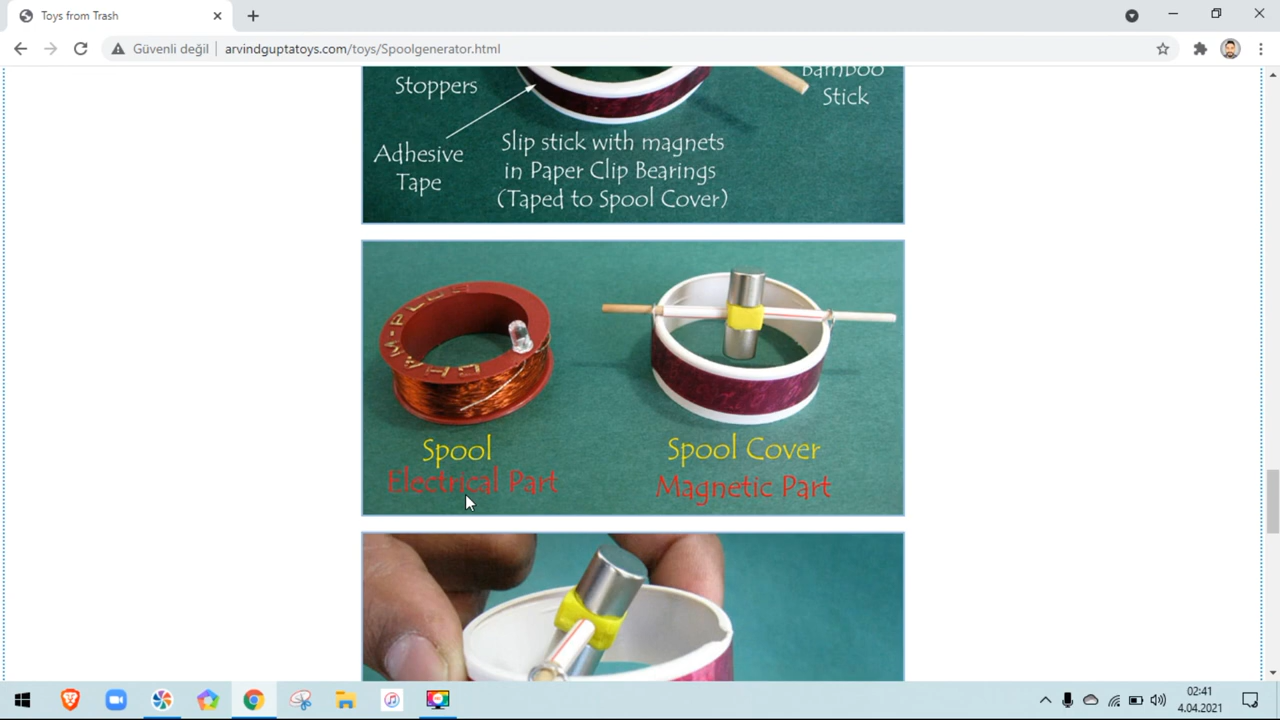 Toys from Trash
Güvenli değil
arvindguptatoys.com/toys/Spoolgenerator.html
Stoppers
Bamboo
Stick
Adhesive
Tape
Slip stick with magnets
in Paper Clip Bearings
(Taped to Spool Cover)
Spool
Electrical Part
Spool Cover
Magnetic Part
02:41
4.04.2021